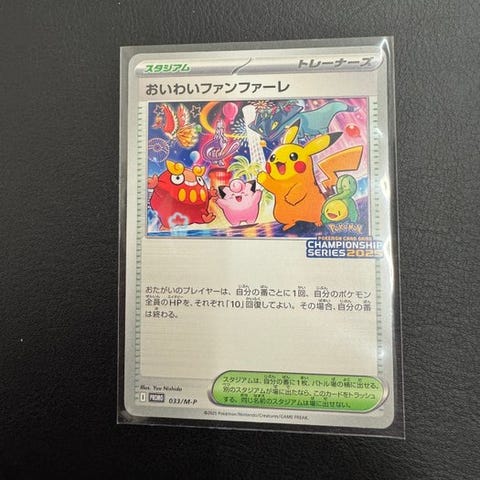 スタジアム
トレーナーズ
おいわいファンファーレ
Pokémon
POKÉMON CARD GAME
CHAMPIONSHIP
SERIES 2025
おたがいのプレイヤーは、自分の番ごとに1回、自分のポケモン
全員のHPを、それぞれ「10」回復してよい。その場合、自分の番
は終わる。
スタジアムは、自分の番に1枚、バトル場の横に出せる。
別のスタジアムが場に出たなら、このカードをトラッシュ
する。同じ名前のスタジアムは場に出せない。
Illus. Yuu Nishida
PROMO 033/M-P
©2025 Pokémon/Nintendo/Creatures/GAME FREAK.